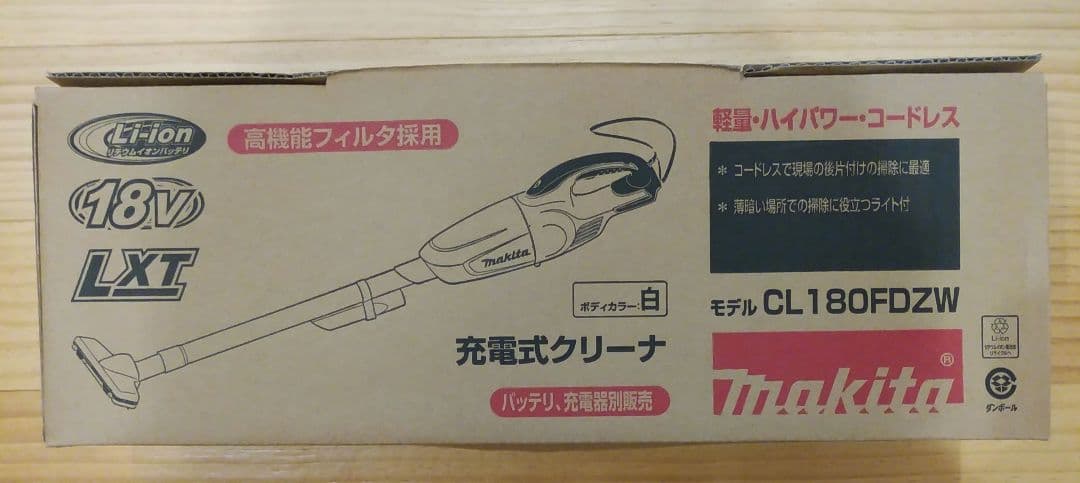 Li-ion
リチウムイオンバッテリ
18V
LXT
高機能フィルタ採用
makita
ボディカラー:白
充電式クリーナ
バッテリ、充電器別販売
軽量・ハイパワー・コードレス
* コードレスで現場の後片付けの掃除に最適
* 薄暗い場所での掃除に役立つライト付
モデル CL180FDZW
makita®
Li-ion
ダンボール